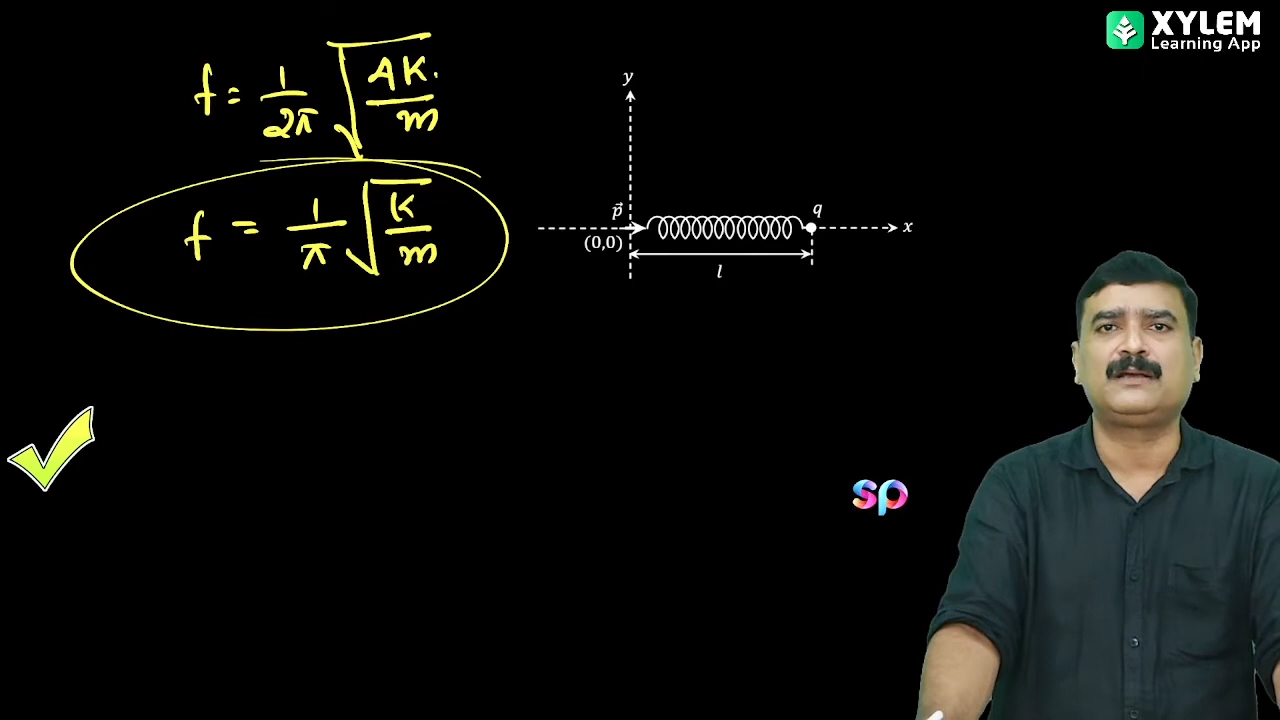 XYLEM
Learning App
f = 1/2π √(AK/m)
f = 1/π √(K/m)
y
p⃗
q
x
(0,0)
l
sp